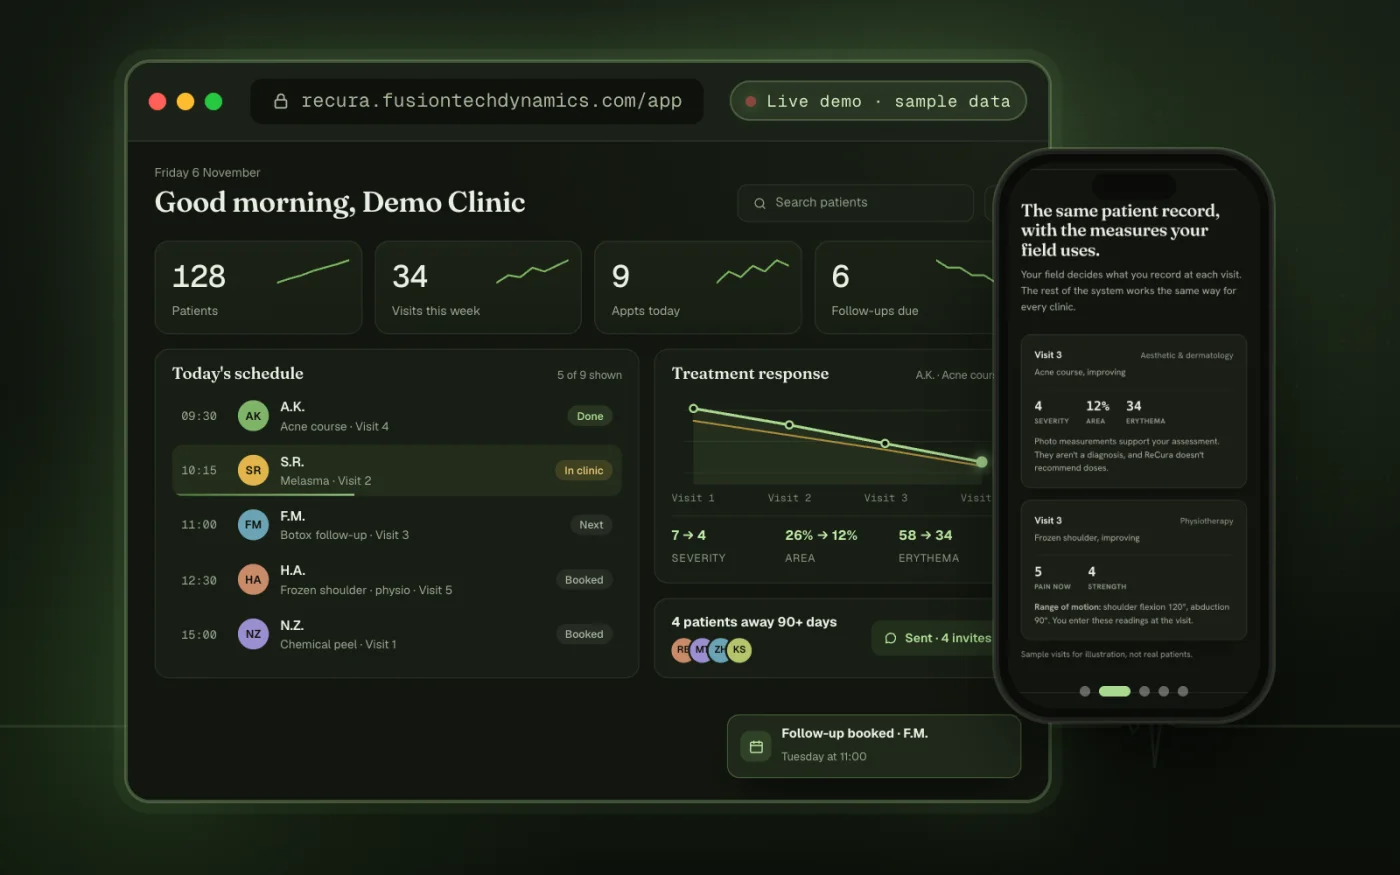 recura.fusiontechdynamics.com/app
Live demo · sample data
Friday 6 November
Good morning, Demo Clinic
Search patients
128
Patients
34
Visits this week
9
Appts today
6
Follow-ups due
Today's schedule
5 of 9 shown
09:30
AK
A.K.
Acne course · Visit 4
Done
10:15
SR
S.R.
Melasma · Visit 2
In clinic
11:00
FM
F.M.
Botox follow-up · Visit 3
Next
12:30
HA
H.A.
Frozen shoulder · physio · Visit 5
Booked
15:00
NZ
N.Z.
Chemical peel · Visit 1
Booked
Treatment response
A.K. · Acne cour
Visit 1
Visit 2
Visit 3
Visit
7 → 4
SEVERITY
26% → 12%
AREA
58 → 34
ERYTHEMA
4 patients away 90+ days
RE MT ZH KS
Sent · 4 invites
Follow-up booked · F.M.
Tuesday at 11:00
The same patient record,
with the measures your
field uses.
Your field decides what you record at each visit.
The rest of the system works the same way for
every clinic.
Visit 3
Aesthetic & dermatology
Acne course, improving
4
SEVERITY
12%
AREA
34
ERYTHEMA
Photo measurements support your assessment.
They aren't a diagnosis, and ReCura doesn't
recommend doses.
Visit 3
Physiotherapy
Frozen shoulder, improving
5
PAIN NOW
4
STRENGTH
Range of motion: shoulder flexion 120°, abduction
90°. You enter these readings at the visit.
Sample visits for illustration, not real patients.